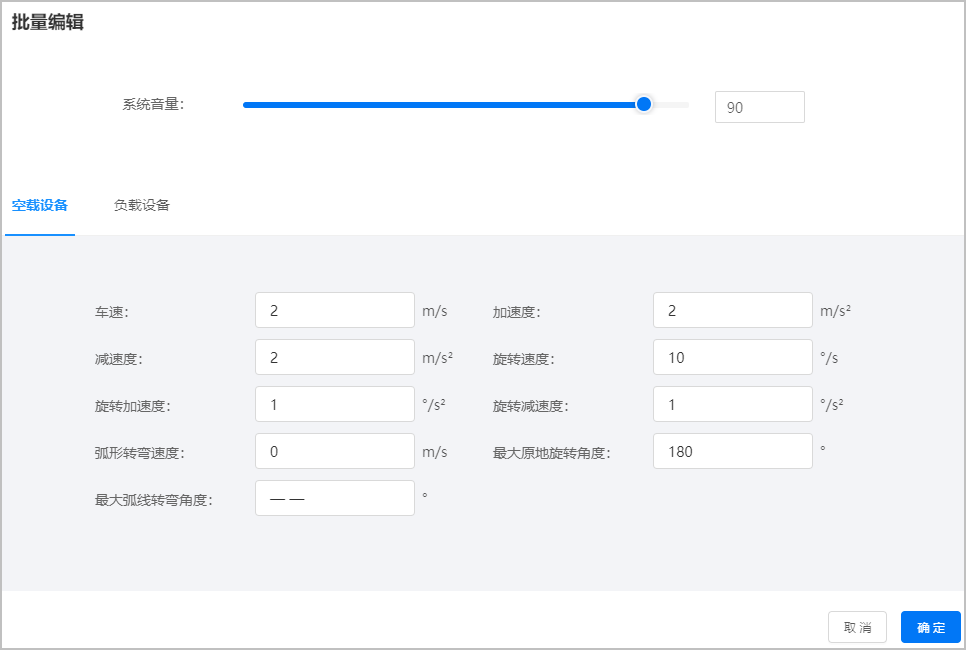 批量编辑
系统音量: 90
空载设备 负载设备
车速: 2 m/s 加速度: 2 m/s²
减速度: 2 m/s² 旋转速度: 10 °/s
旋转加速度: 1 °/s² 旋转减速度: 1 °/s²
弧形转弯速度: 0 m/s 最大原地旋转角度: 180 °
最大弧线转弯角度: — — °
取消 确定